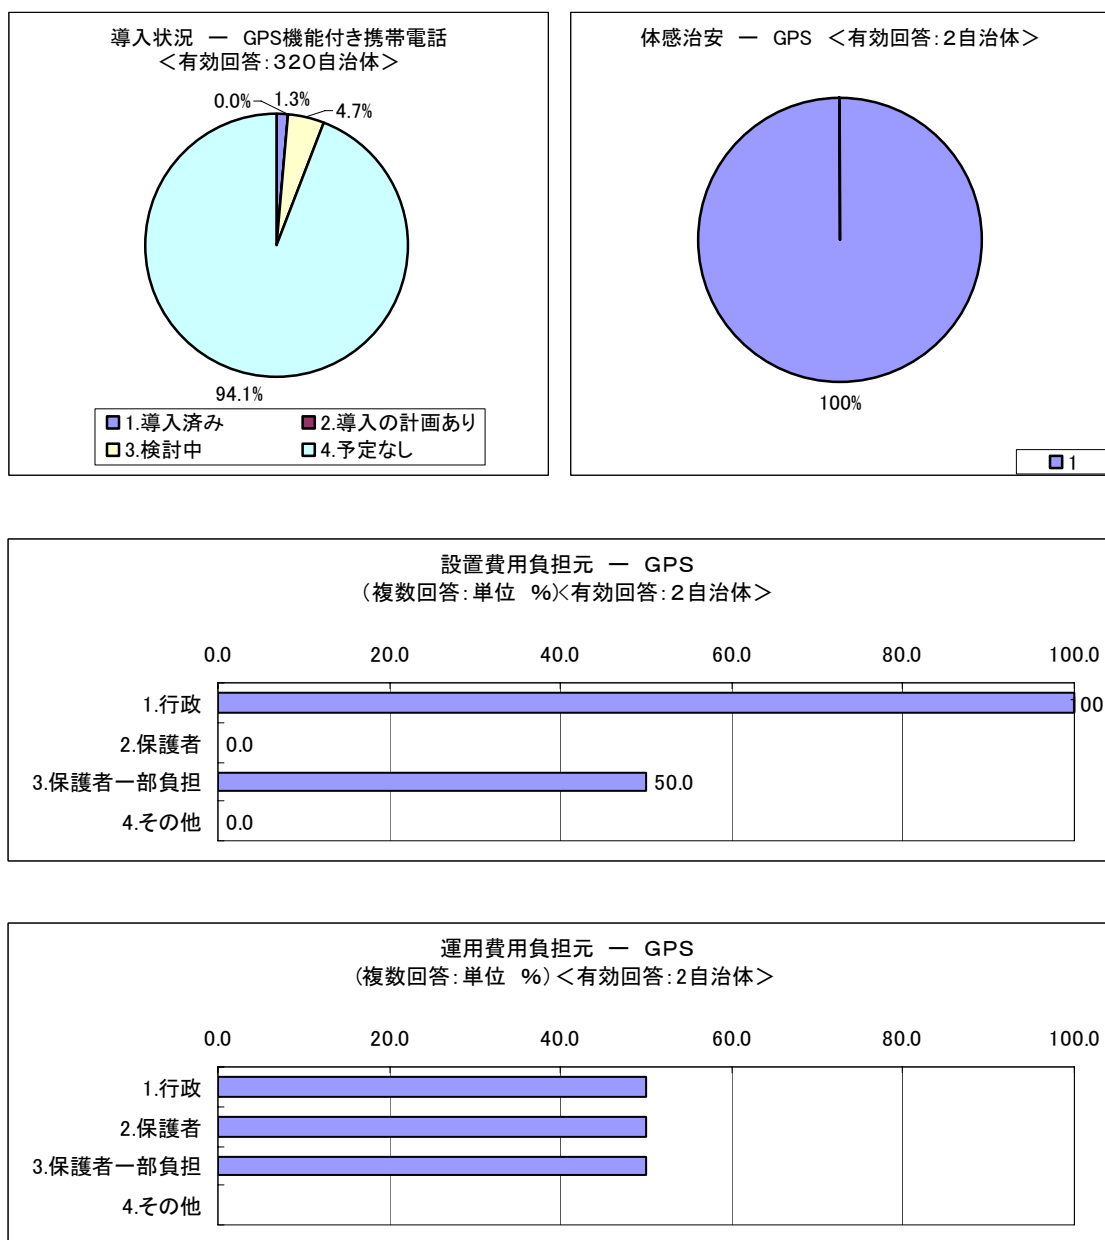 導入状況 ー GPS機能付き携帯電話
＜有効回答：３２０自治体＞
0.0%
1.3%
4.7%
94.1%
1.導入済み
2.導入の計画あり
3.検討中
4.予定なし
体感治安 ー GPS ＜有効回答：２自治体＞
100%
1
設置費用負担元 ー GPS
（複数回答：単位 %）＜有効回答：２自治体＞
0.0 20.0 40.0 60.0 80.0 100.0
1.行政 100
2.保護者 0.0
3.保護者一部負担 50.0
4.その他 0.0
運用費用負担元 ー GPS
（複数回答：単位 %）＜有効回答：2自治体＞
0.0 20.0 40.0 60.0 80.0 100.0
1.行政
2.保護者
3.保護者一部負担
4.その他